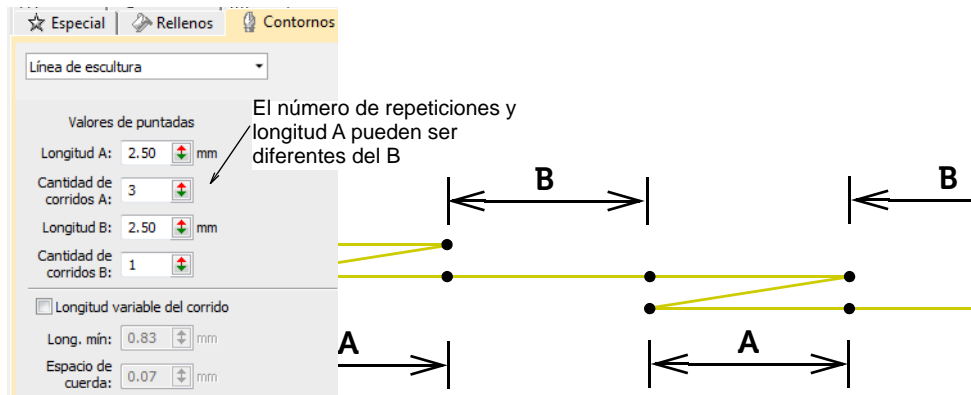 Especial
Rellenos
Contornos
Línea de escultura
Valores de puntadas
Longitud A: 2.50 mm
Cantidad de
corridos A: 3
Longitud B: 2.50 mm
Cantidad de
corridos B: 1
Longitud variable del corrido
Long. mín: 0.83 mm
Espacio de
cuerda: 0.07 mm
El número de repeticiones y
longitud A pueden ser
diferentes del B
B
B
A
A